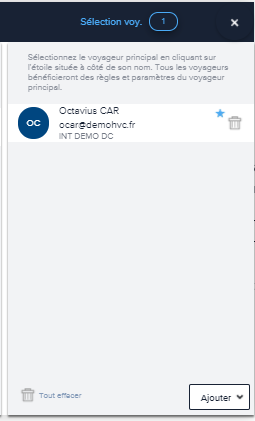 Sélection voy. 1
Sélectionnez le voyageur principal en cliquant sur
l'étoile située à côté de son nom. Tous les voyageurs
bénéficieront des règles et paramètres du voyageur
principal.
OC
Octavius CAR
ocar@demohvc.fr
INT DEMO DC
Tout effacer
Ajouter